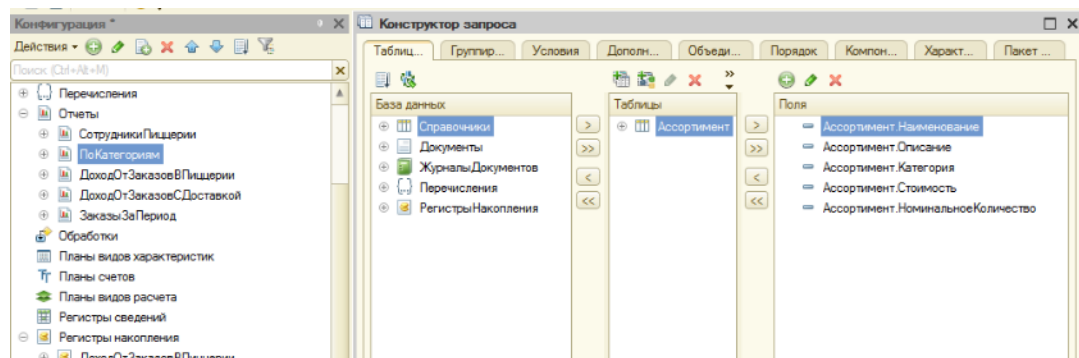 Конфигурация *
Действия
Поиск (Ctrl+Alt+M)
Перечисления
Отчеты
СотрудникиПиццерии
ПоКатегориям
ДоходОтЗаказовВПиццерии
ДоходОтЗаказовСДоставкой
ЗаказыЗаПериод
Обработки
Планы видов характеристик
Планы счетов
Планы видов расчета
Регистры сведений
Регистры накопления
ДоходОтЗаказовВПиццерии
Конструктор запроса
Таблиц... Группир... Условия Дополн... Объеди... Порядок Компон... Характ... Пакет ...
База данных
Справочники
Документы
ЖурналыДокументов
Перечисления
РегистрыНакопления
>
>>
<
<<
Таблицы
Ассортимент
>
>>
<
<<
Поля
Ассортимент.Наименование
Ассортимент.Описание
Ассортимент.Категория
Ассортимент.Стоимость
Ассортимент.НоминальноеКоличество